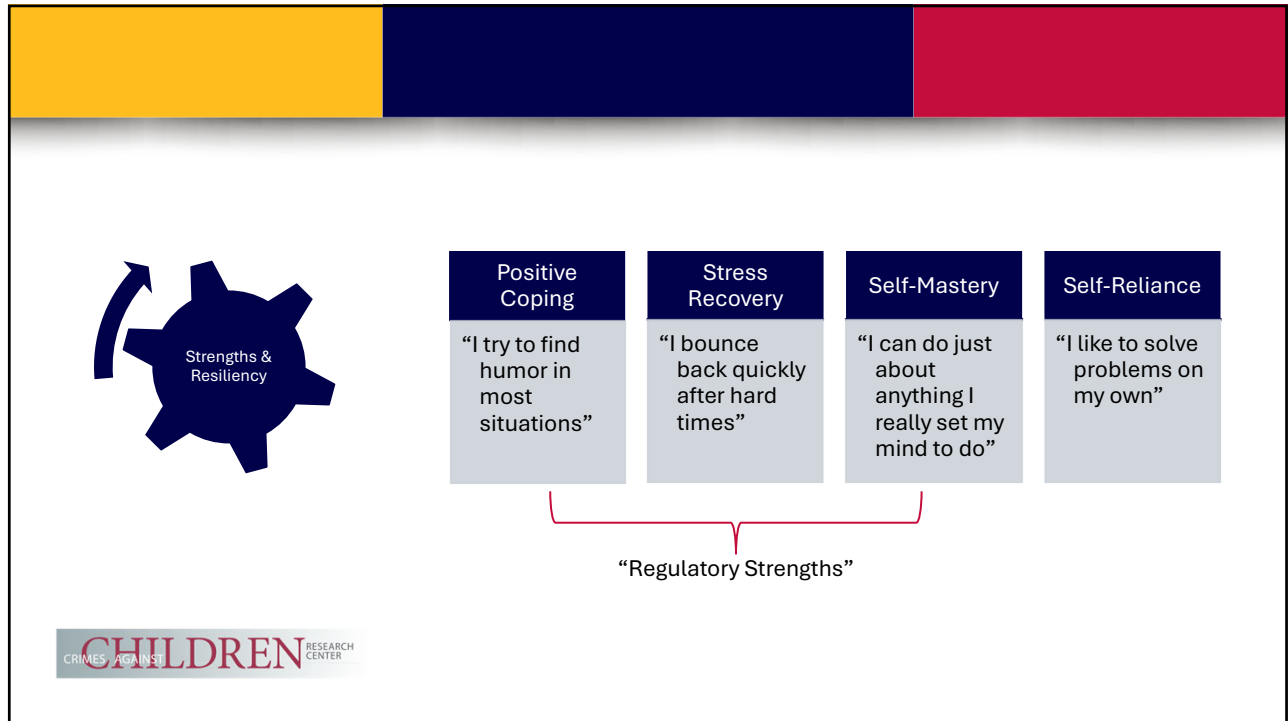 Strengths &
Resiliency
Positive
Coping
“I try to find
humor in
most
situations”
Stress
Recovery
“I bounce
back quickly
after hard
times”
Self-Mastery
“I can do just
about
anything I
really set my
mind to do”
Self-Reliance
“I like to solve
problems on
my own”
“Regulatory Strengths”
CRIMES AGAINST CHILDREN RESEARCH
CENTER